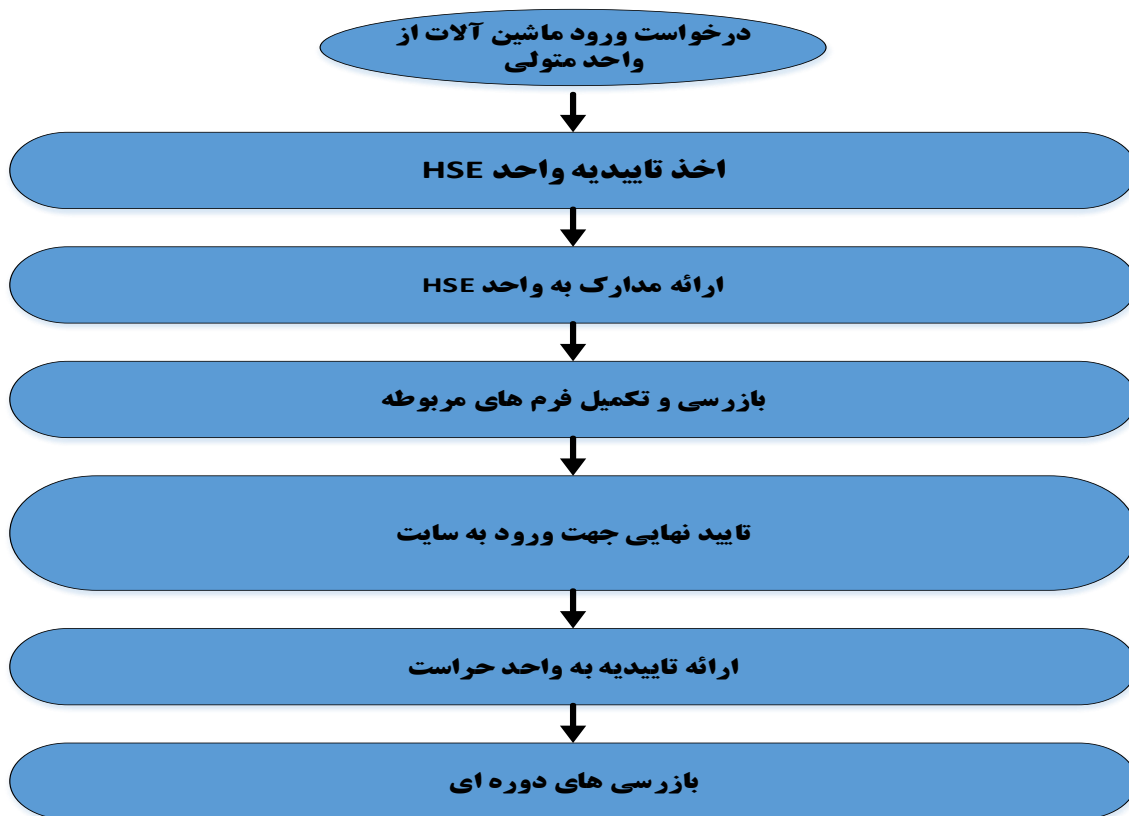 درخواست ورود ماشین آلات از
واحد متولی
اخذ تاییدیه واحد HSE
ارائه مدارک به واحد HSE
بازرسی و تکمیل فرم های مربوطه
تایید نهایی جهت ورود به سایت
ارائه تاییدیه به واحد حراست
بازرسی های دوره ای